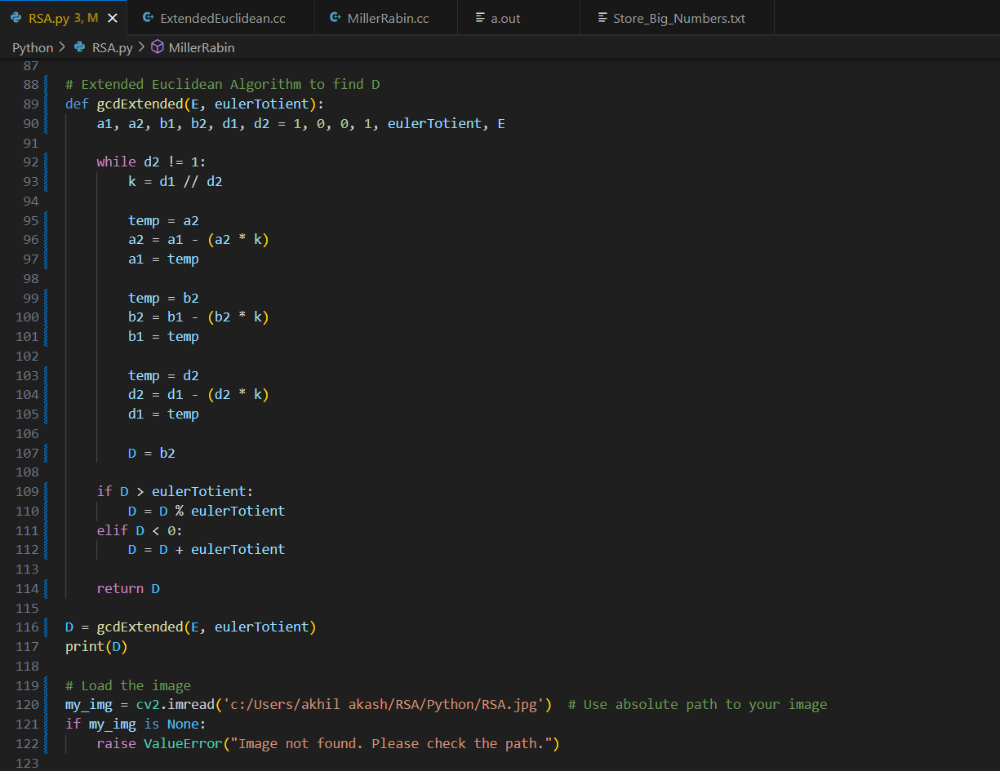 RSA.py 3, M
ExtendedEuclidean.cc
MillerRabin.cc
a.out
Store_Big_Numbers.txt
Python > RSA.py > MillerRabin
87
88 # Extended Euclidean Algorithm to find D
89 def gcdExtended(E, eulerTotient):
90     a1, a2, b1, b2, d1, d2 = 1, 0, 0, 1, eulerTotient, E
91
92     while d2 != 1:
93         k = d1 // d2
94
95         temp = a2
96         a2 = a1 - (a2 * k)
97         a1 = temp
98
99         temp = b2
100         b2 = b1 - (b2 * k)
101         b1 = temp
102
103         temp = d2
104         d2 = d1 - (d2 * k)
105         d1 = temp
106
107         D = b2
108
109     if D > eulerTotient:
110         D = D % eulerTotient
111     elif D < 0:
112         D = D + eulerTotient
113
114     return D
115
116 D = gcdExtended(E, eulerTotient)
117 print(D)
118
119 # Load the image
120 my_img = cv2.imread('c:/Users/akhil akash/RSA/Python/RSA.jpg')  # Use absolute path to your image
121 if my_img is None:
122     raise ValueError("Image not found. Please check the path.")
123